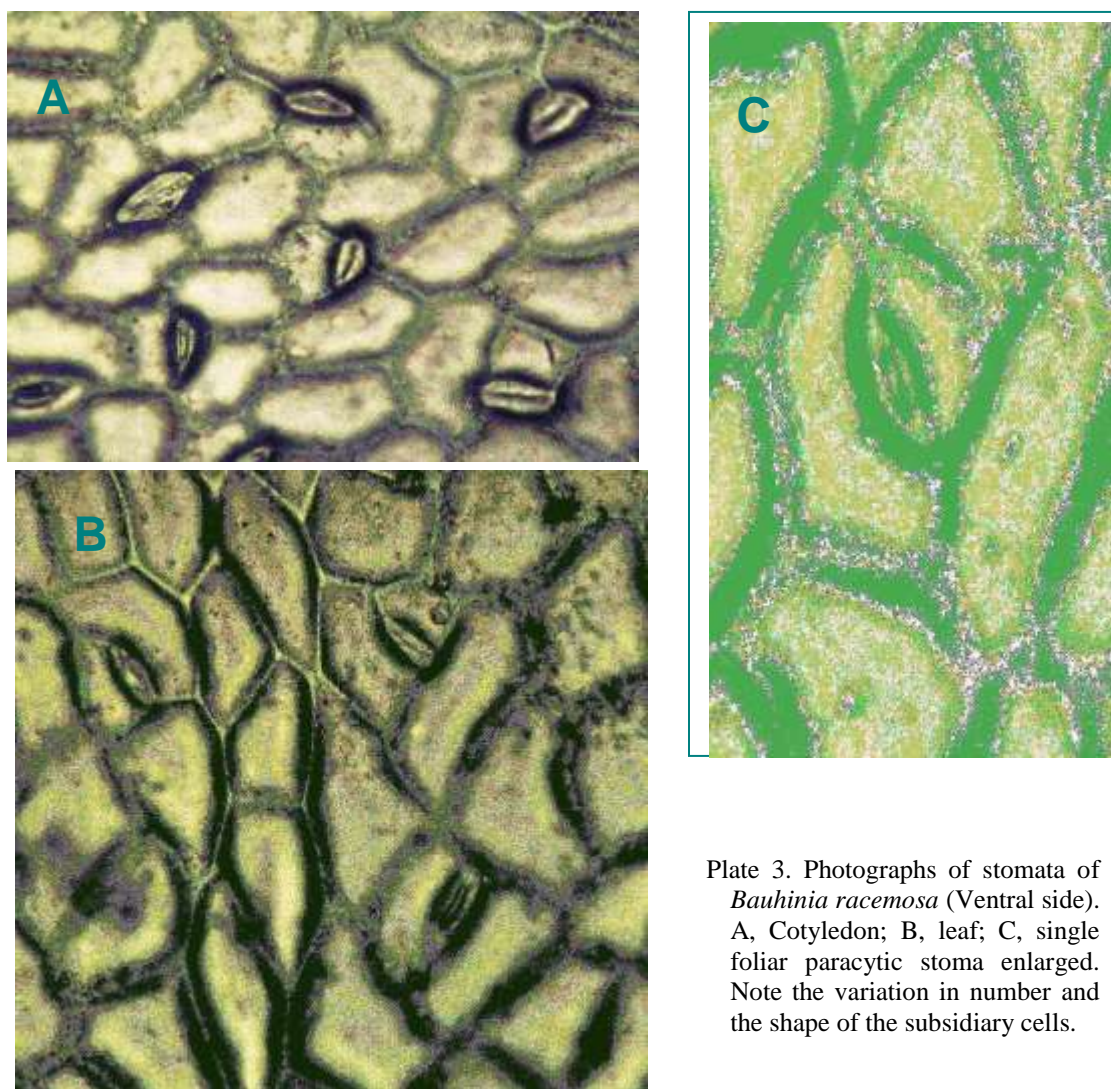 A
C
B
Plate 3. Photographs of stomata of
Bauhinia racemosa (Ventral side).
A, Cotyledon; B, leaf; C, single
foliar paracytic stoma enlarged.
Note the variation in number and
the shape of the subsidiary cells.